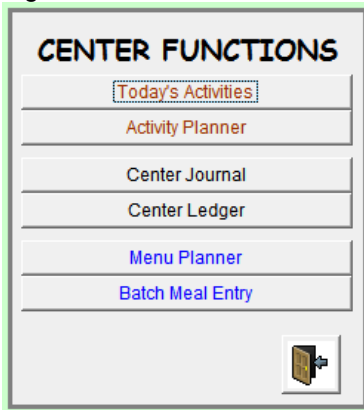 CENTER FUNCTIONS
Today's Activities
Activity Planner
Center Journal
Center Ledger
Menu Planner
Batch Meal Entry